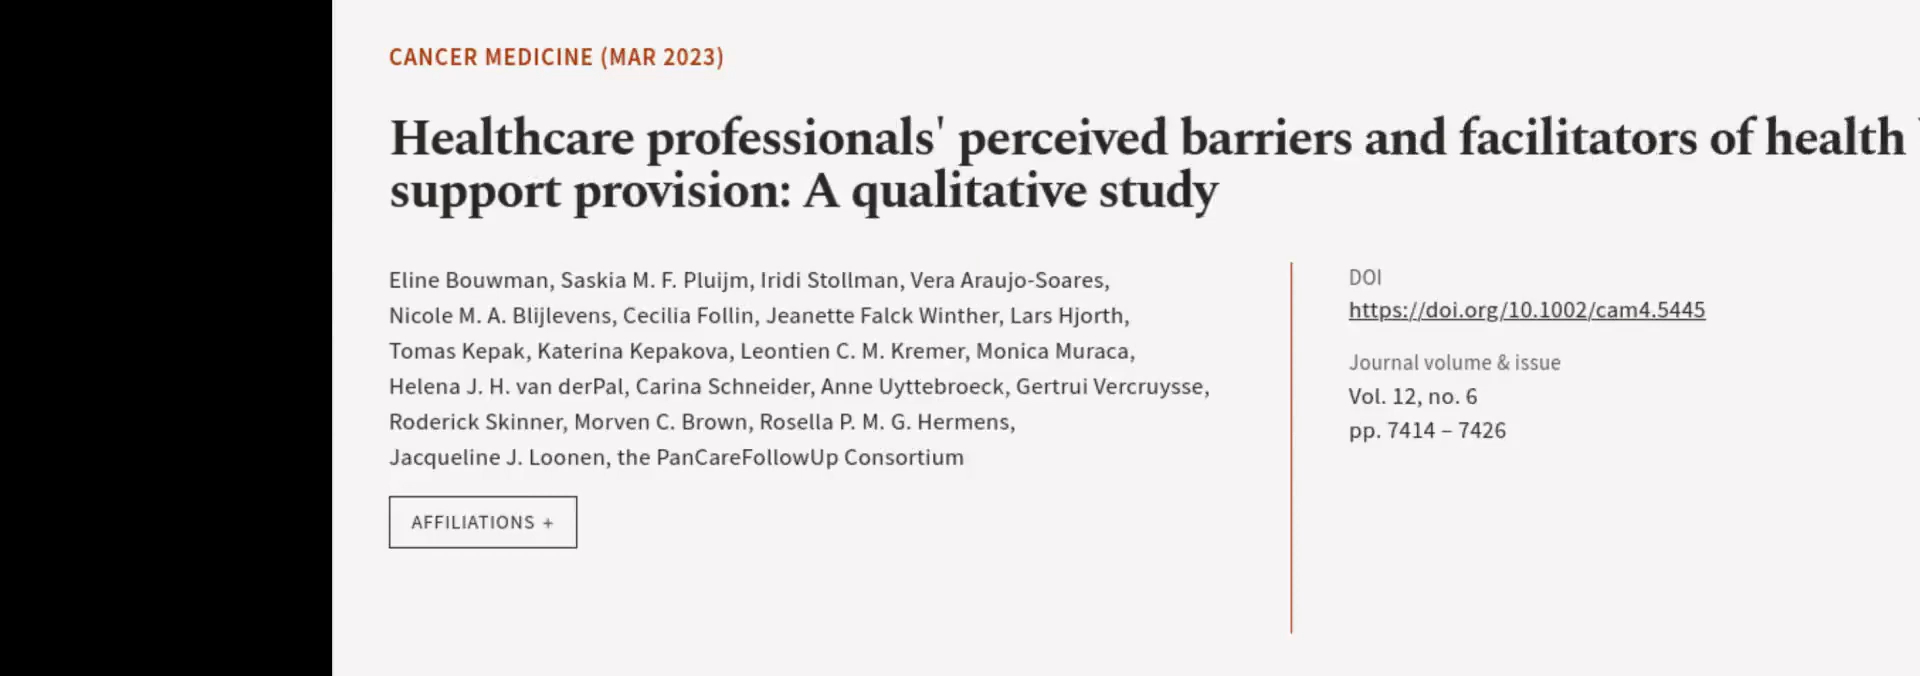 CANCER MEDICINE (MAR 2023)
Healthcare professionals' perceived barriers and facilitators of health
support provision: A qualitative study
Eline Bouwman, Saskia M. F. Pluijm, Iridi Stollman, Vera Araujo-Soares,
Nicole M. A. Blijlevens, Cecilia Follin, Jeanette Falck Winther, Lars Hjorth,
Tomas Kepak, Katerina Kepakova, Leontien C. M. Kremer, Monica Muraca,
Helena J. H. van derPal, Carina Schneider, Anne Uyttebroeck, Gertrui Vercruysse,
Roderick Skinner, Morven C. Brown, Rosella P. M. G. Hermens,
Jacqueline J. Loonen, the PanCareFollowUp Consortium
AFFILIATIONS +
DOI
https://doi.org/10.1002/cam4.5445
Journal volume & issue
Vol. 12, no. 6
pp. 7414 – 7426